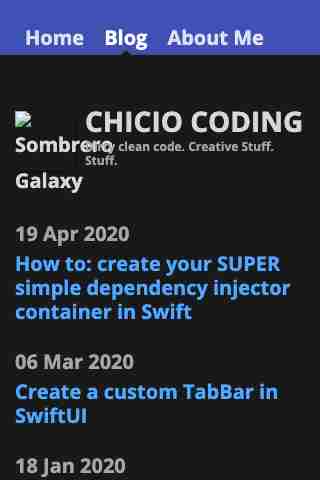 Home Blog About Me
CHICIO CODING
clean code. Creative Stuff.
Stuff.
Sombrero
Galaxy
19 Apr 2020
How to: create your SUPER
simple dependency injector
container in Swift
06 Mar 2020
Create a custom TabBar in
SwiftUI
18 Jan 2020